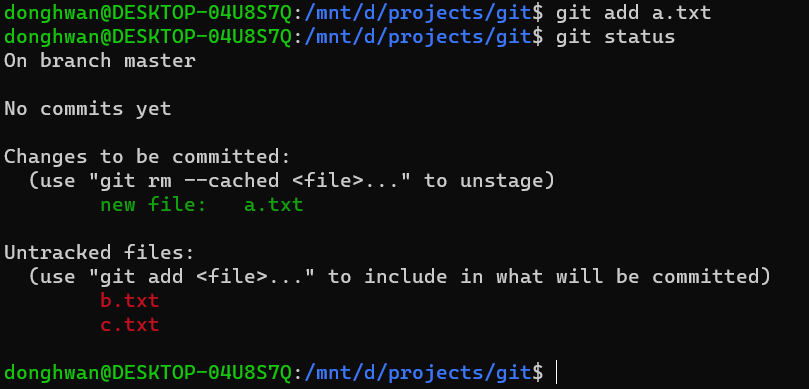 donghwan@DESKTOP-04U8S7Q:/mnt/d/projects/git$ git add a.txt
donghwan@DESKTOP-04U8S7Q:/mnt/d/projects/git$ git status
On branch master
No commits yet
Changes to be committed:
(use "git rm --cached <file>..." to unstage)
new file:   a.txt
Untracked files:
(use "git add <file>..." to include in what will be committed)
b.txt
c.txt
donghwan@DESKTOP-04U8S7Q:/mnt/d/projects/git$